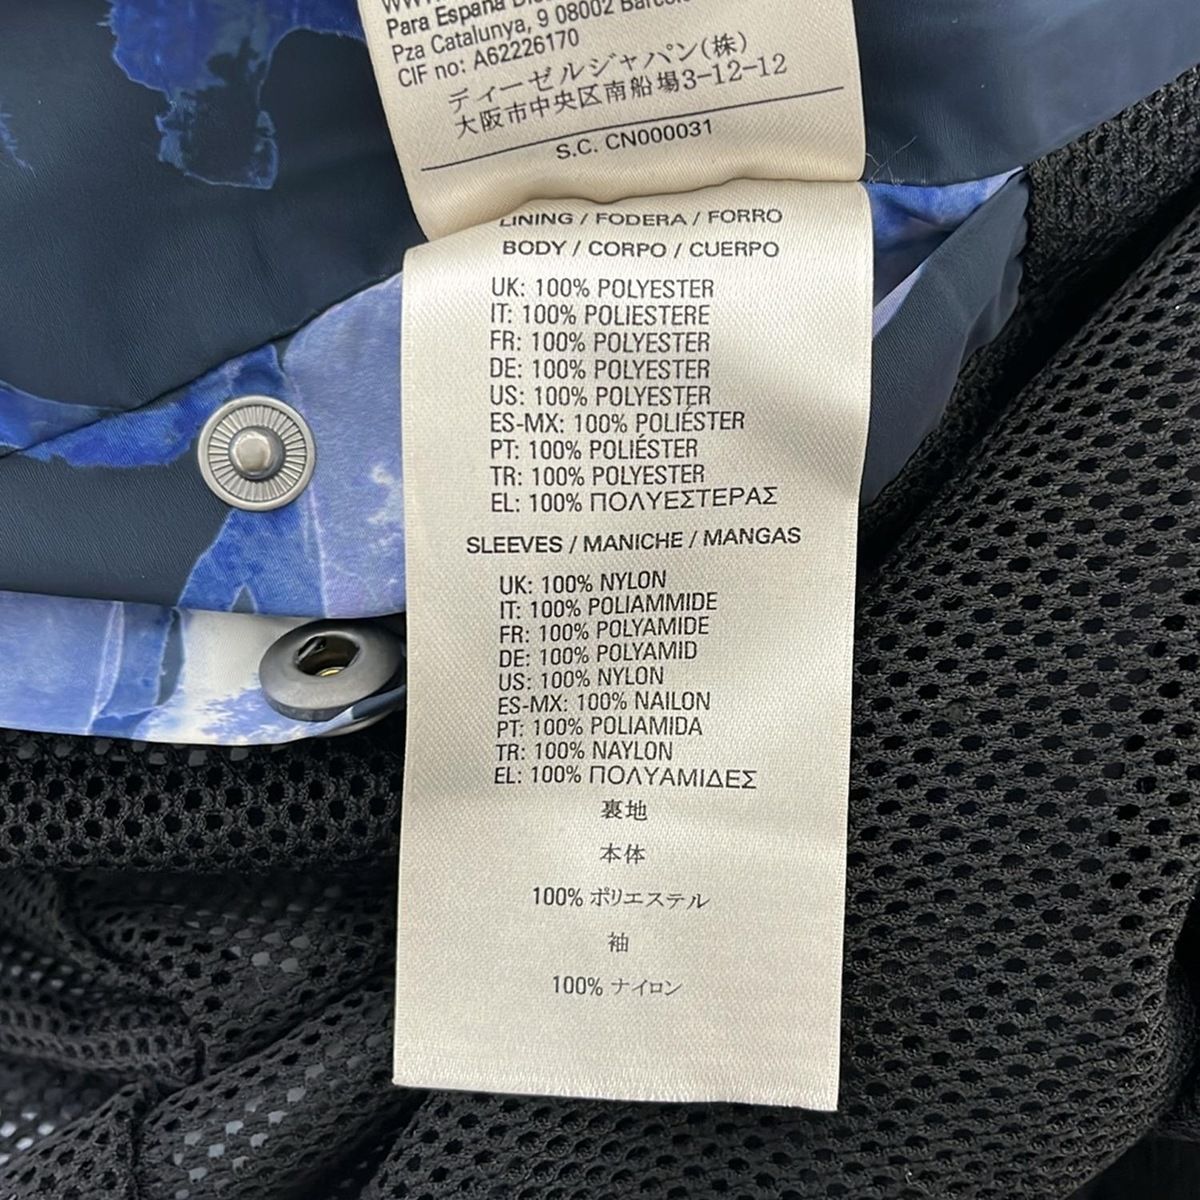 Para España
Pza Catalunya, 9 08002
CIF no: A62226170
ディーゼルジャパン(株)
大阪市中央区南船場3-12-12
S.C. CN000031
LINING / FODERA / FORRO
BODY / CORPO / CUERPO
UK: 100% POLYESTER
IT: 100% POLIESTERE
FR: 100% POLYESTER
DE: 100% POLYESTER
US: 100% POLYESTER
ES-MX: 100% POLIÉSTER
PT: 100% POLIÉSTER
TR: 100% POLYESTER
EL: 100% ΠΟΛΥΕΣΤΕΡΑΣ
SLEEVES / MANICHE / MANGAS
UK: 100% NYLON
IT: 100% POLIAMMIDE
FR: 100% POLYAMIDE
DE: 100% POLYAMID
US: 100% NYLON
ES-MX: 100% NAILON
PT: 100% POLIAMIDA
TR: 100% NAYLON
EL: 100% ΠΟΛΥΑΜΙΔΕΣ
裏地
本体
100% ポリエステル
袖
100% ナイロン